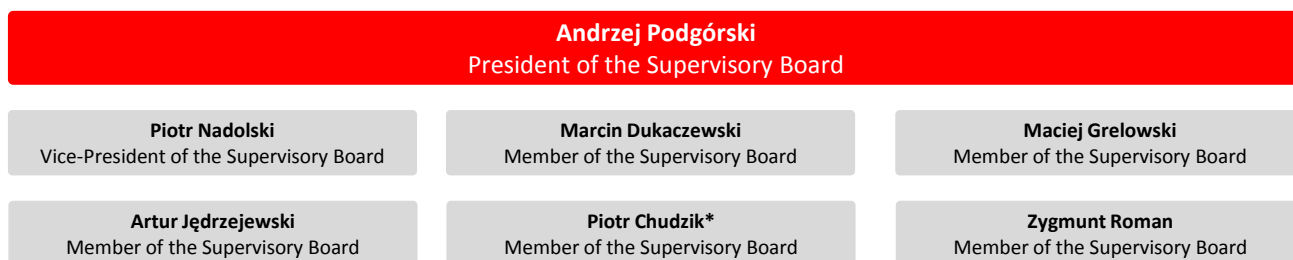 Andrzej Podgórski
President of the Supervisory Board
Piotr Nadolski
Vice-President of the Supervisory Board
Marcin Dukaczewski
Member of the Supervisory Board
Maciej Grelowski
Member of the Supervisory Board
Artur Jędrzejewski
Member of the Supervisory Board
Piotr Chudzik*
Member of the Supervisory Board
Zygmunt Roman
Member of the Supervisory Board